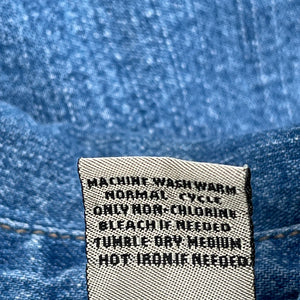 MACHINE WASH WARM
NORMAL CYCLE
ONLY NON-CHLORINE
BLEACH IF NEEDED
TUMBLE DRY MEDIUM
HOT IRON IF NEEDED